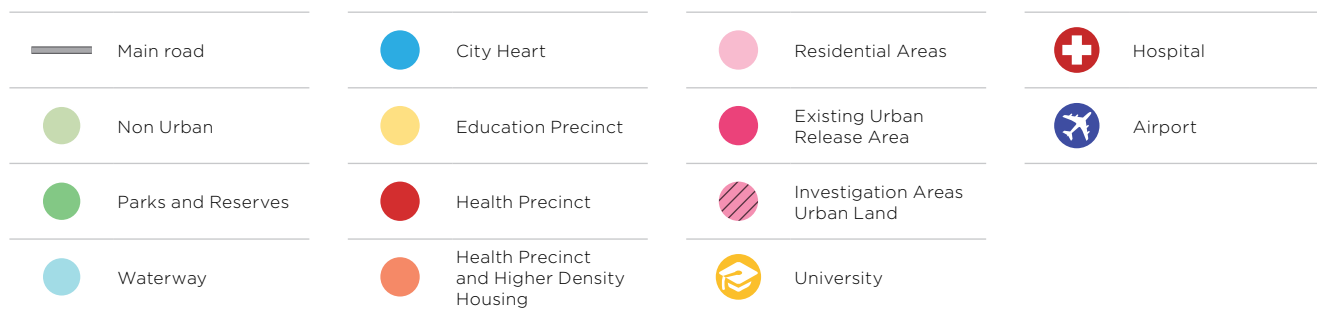 Main road
Non Urban
Parks and Reserves
Waterway
City Heart
Education Precinct
Health Precinct
Health Precinct
and Higher Density
Housing
Residential Areas
Existing Urban
Release Area
Investigation Areas
Urban Land
University
Hospital
Airport